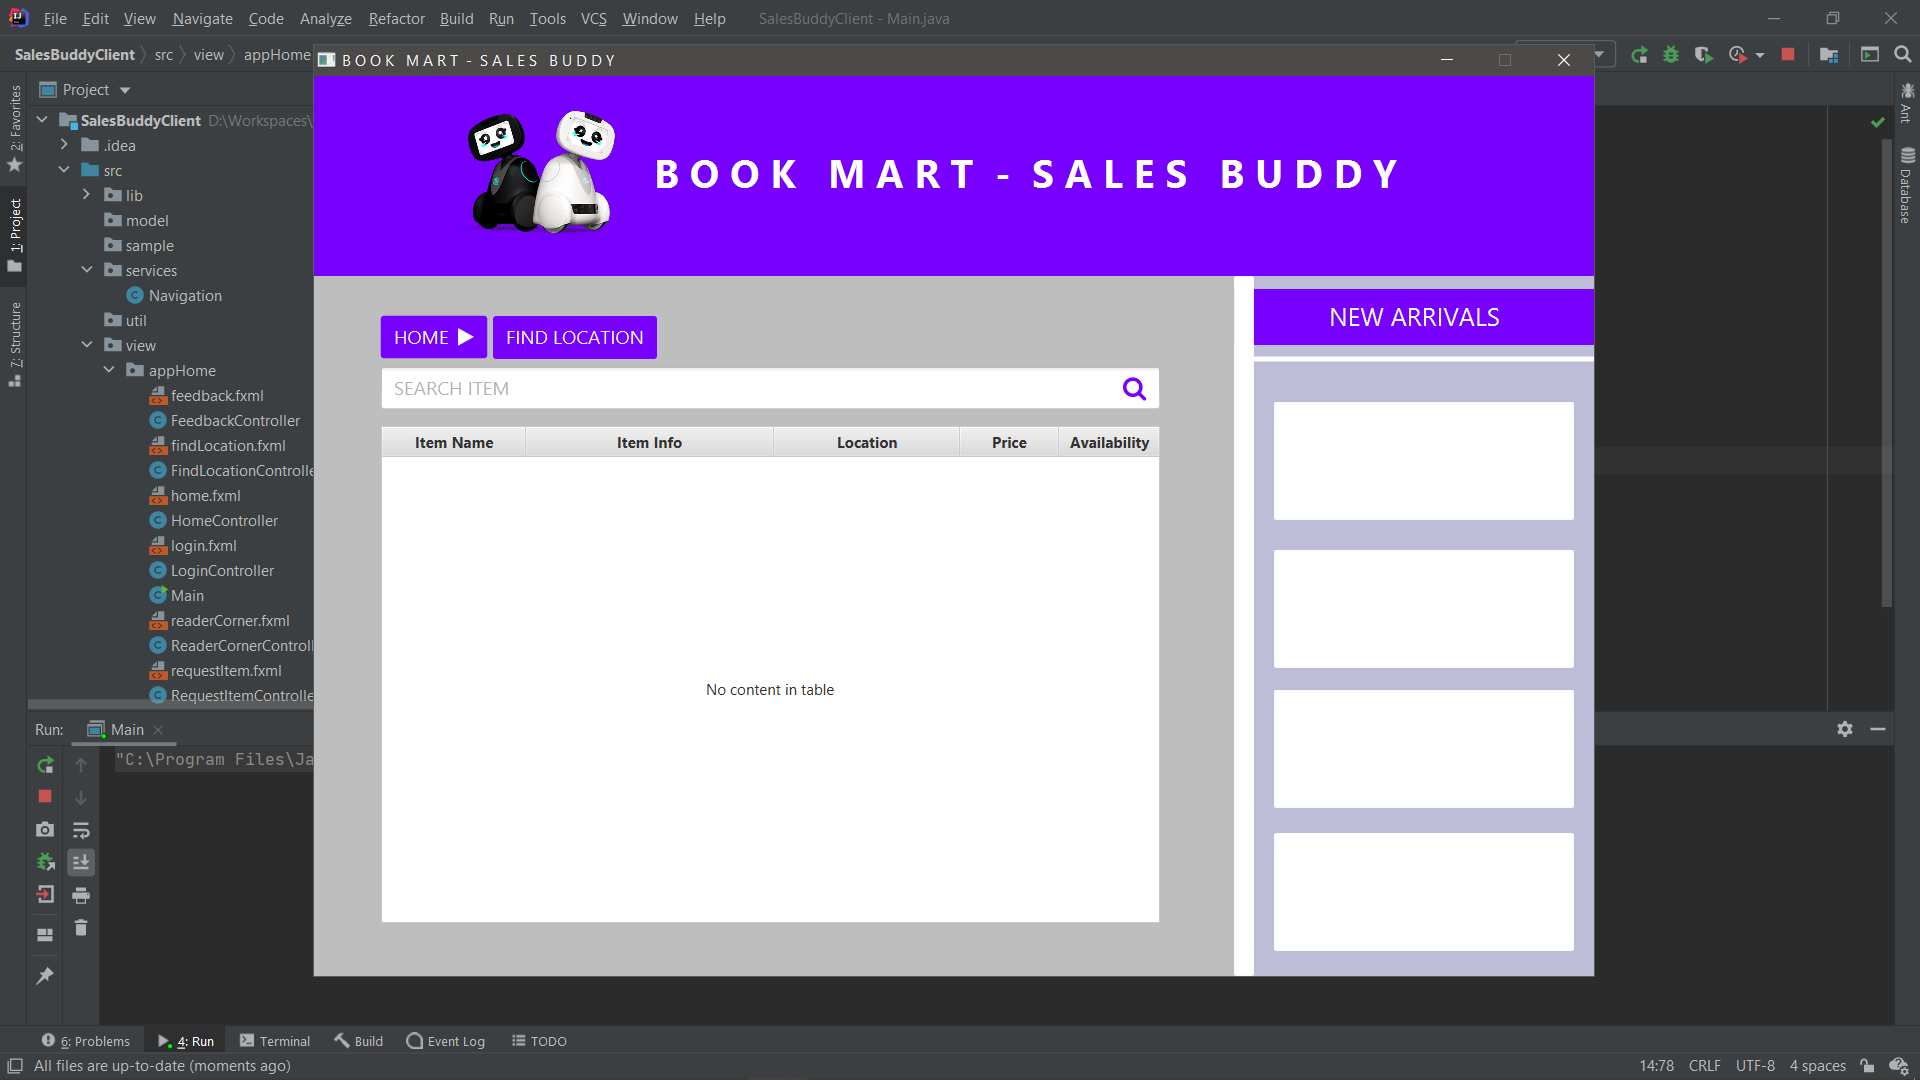 File Edit View Navigate Code Analyze Refactor Build Run Tools VCS Window Help SalesBuddyClient - Main.java
SalesBuddyClient src view appHome
BOOK MART - SALES BUDDY
Project
SalesBuddyClient D:\Workspaces\
.idea
src
lib
model
sample
services
Navigation
util
view
appHome
feedback.fxml
FeedbackController
findLocation.fxml
FindLocationControlle
home.fxml
HomeController
login.fxml
LoginController
Main
readerCorner.fxml
ReaderCornerControll
requestItem.fxml
RequestItemControlle
2: Favorites
1: Project
7: Structure
BOOK MART - SALES BUDDY
HOME FIND LOCATION
SEARCH ITEM
Item Name Item Info Location Price Availability
No content in table
NEW ARRIVALS
Ant
Database
Run: Main
"C:\Program Files\Ja
6: Problems 4: Run Terminal Build Event Log TODO
All files are up-to-date (moments ago) 14:78 CRLF UTF-8 4 spaces